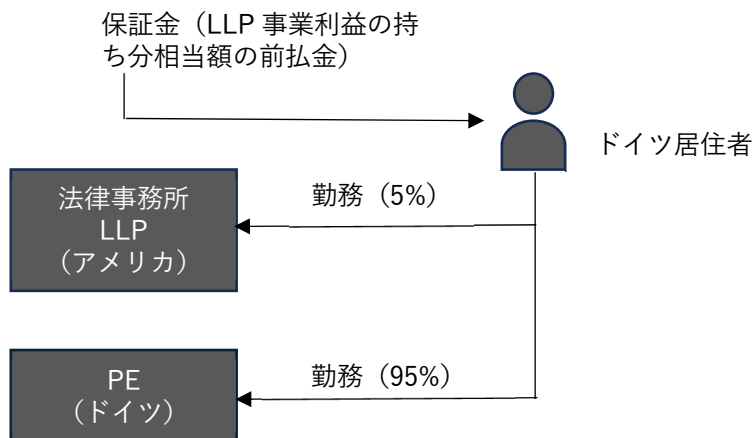 保証金（LLP 事業利益の持
ち分相当額の前払金）
ドイツ居住者
法律事務所
LLP
（アメリカ）
勤務（5%）
PE
（ドイツ）
勤務（95%）